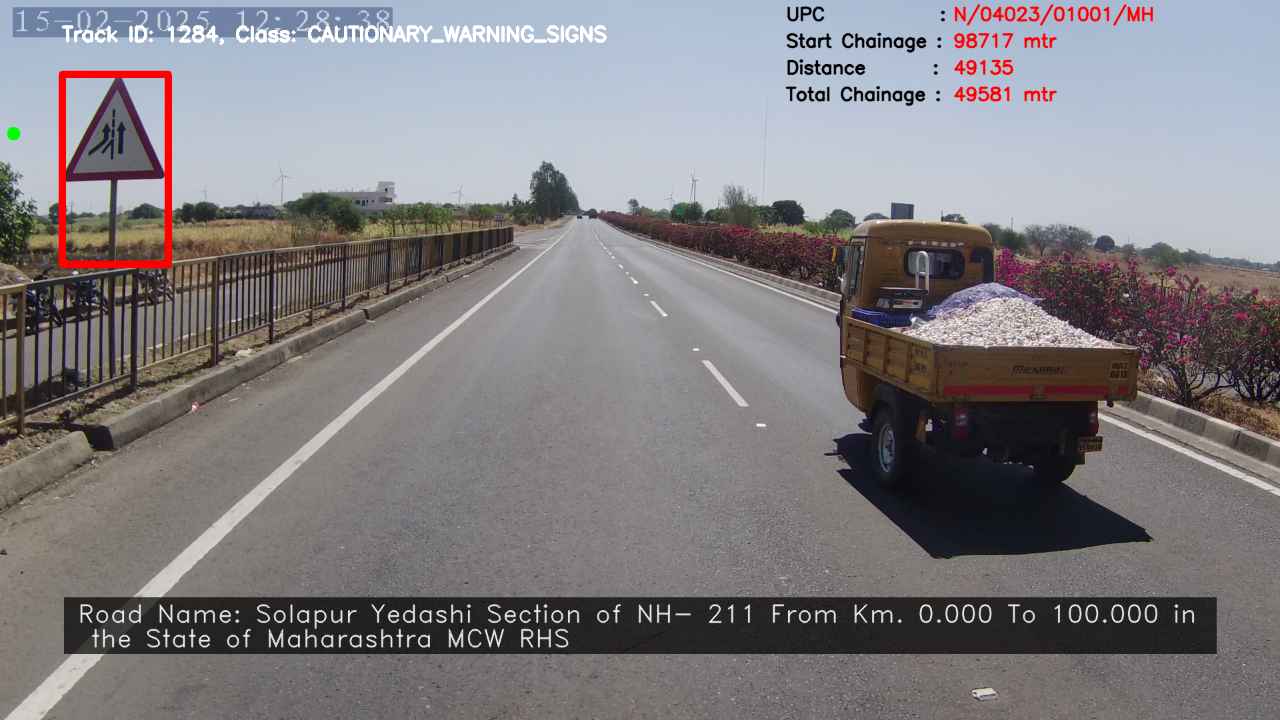 15-02-2025 12:28:38
Track ID: 1284, Class: CAUTIONARY_WARNING_SIGNS
UPC : N/04023/01001/MH
Start Chainage : 98717 mtr
Distance : 49135
Total Chainage : 49581 mtr
Road Name: Solapur Yedashi Section of NH- 211 From Km. 0.000 To 100.000 in
the State of Maharashtra MCW RHS